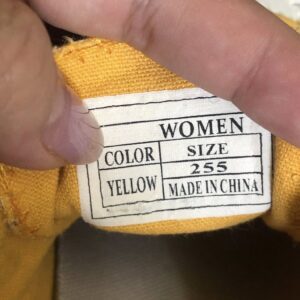 WOMEN
COLOR SIZE
YELLOW 255
MADE IN CHINA